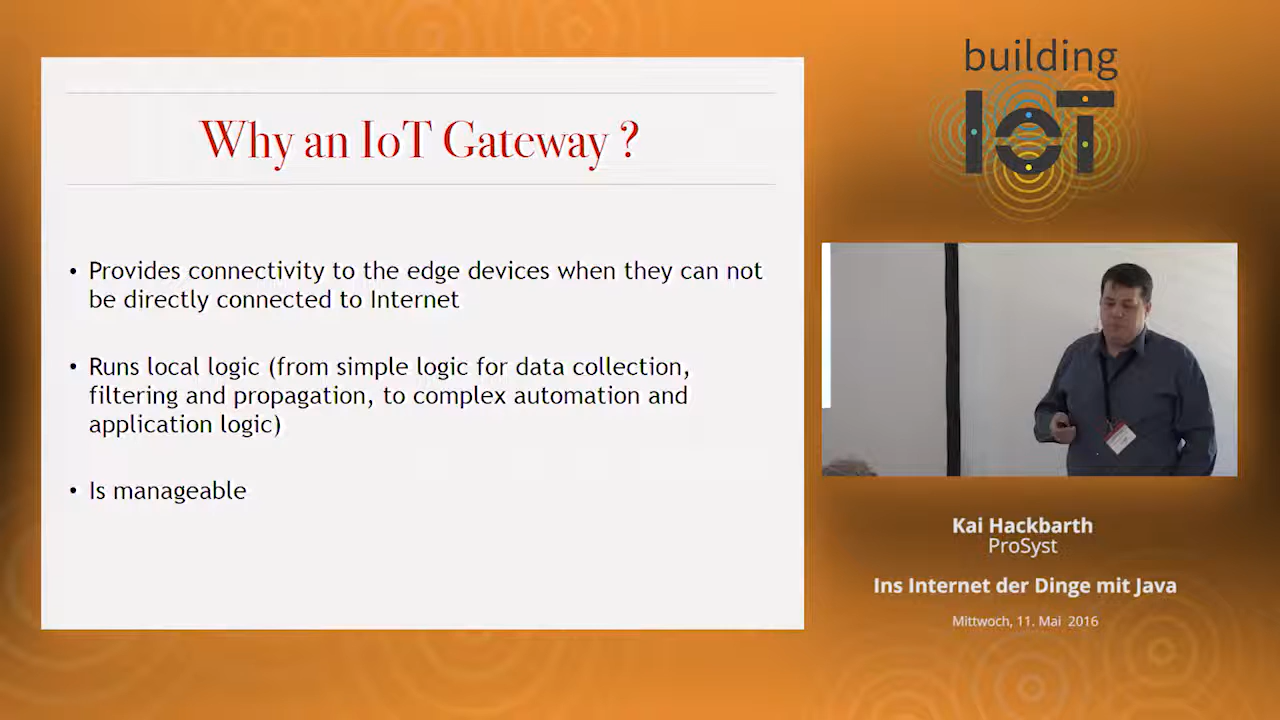 Why an IoT Gateway ?
• Provides connectivity to the edge devices when they can not
be directly connected to Internet
• Runs local logic (from simple logic for data collection,
filtering and propagation, to complex automation and
application logic)
• Is manageable
building
IoT
Kai Hackbarth
ProSyst
Ins Internet der Dinge mit Java
Mittwoch, 11. Mai 2016